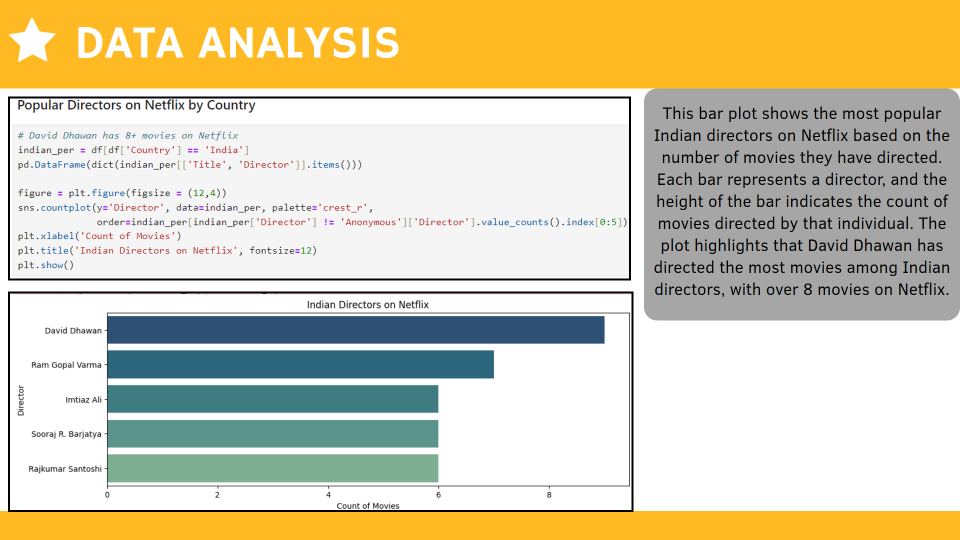 DATA ANALYSIS
Popular Directors on Netflix by Country
# David Dhawan has 8+ movies on Netflix
indian_per = df[df['Country'] == 'India']
pd.DataFrame(dict(indian_per[['Title', 'Director']].items()))
figure = plt.figure(figsize = (12,4))
sns.countplot(y='Director', data=indian_per, palette='crest_r',
order=indian_per[indian_per['Director'] != 'Anonymous']['Director'].value_counts().index[0:5])
plt.xlabel('Count of Movies')
plt.title('Indian Directors on Netflix', fontsize=12)
plt.show()
Indian Directors on Netflix
Director
David Dhawan
Ram Gopal Varma
Imtiaz Ali
Sooraj R. Barjatya
Rajkumar Santoshi
0 2 4 6 8
Count of Movies
This bar plot shows the most popular
Indian directors on Netflix based on the
number of movies they have directed.
Each bar represents a director, and the
height of the bar indicates the count of
movies directed by that individual. The
plot highlights that David Dhawan has
directed the most movies among Indian
directors, with over 8 movies on Netflix.